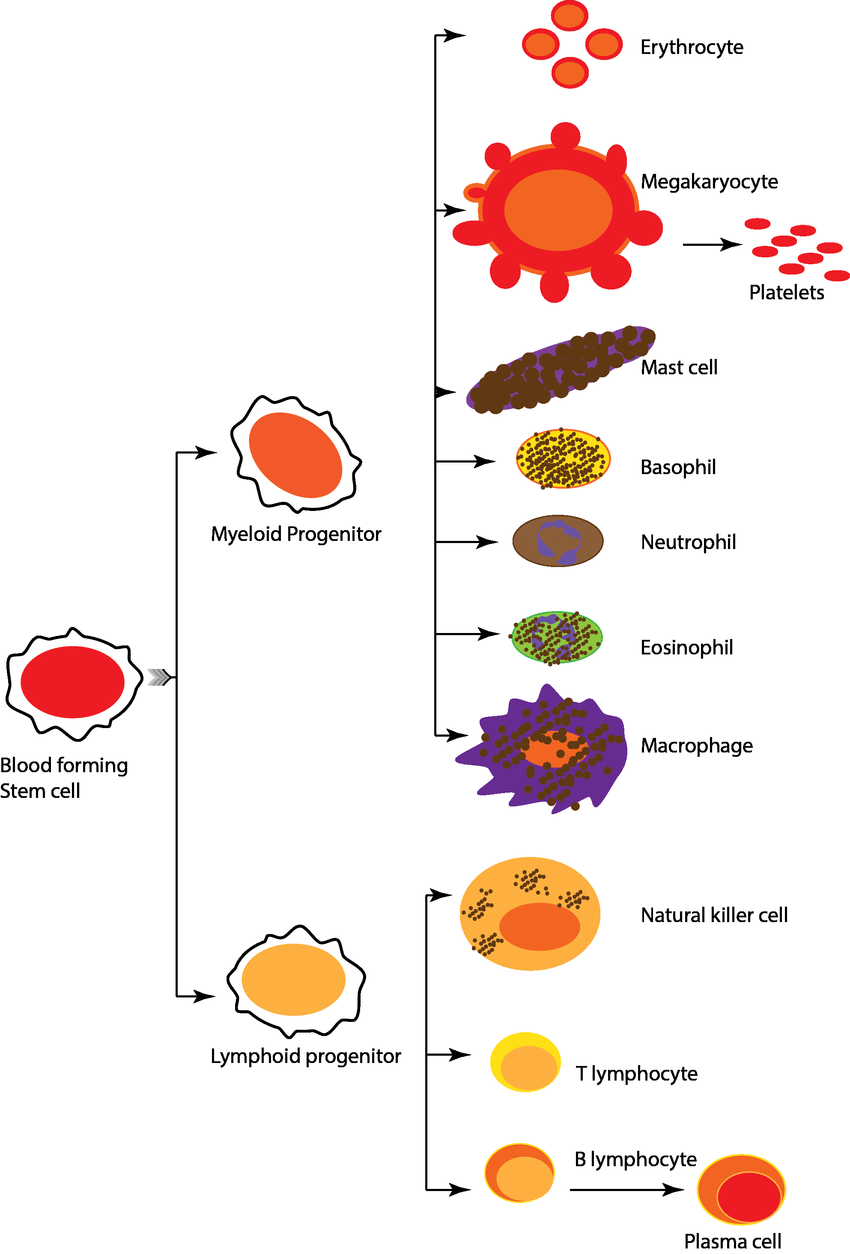 Erythrocyte
Megakaryocyte
Platelets
Mast cell
Basophil
Myeloid Progenitor
Neutrophil
Eosinophil
Macrophage
Blood forming
Stem cell
Natural killer cell
Lymphoid progenitor
T lymphocyte
B lymphocyte
Plasma cell